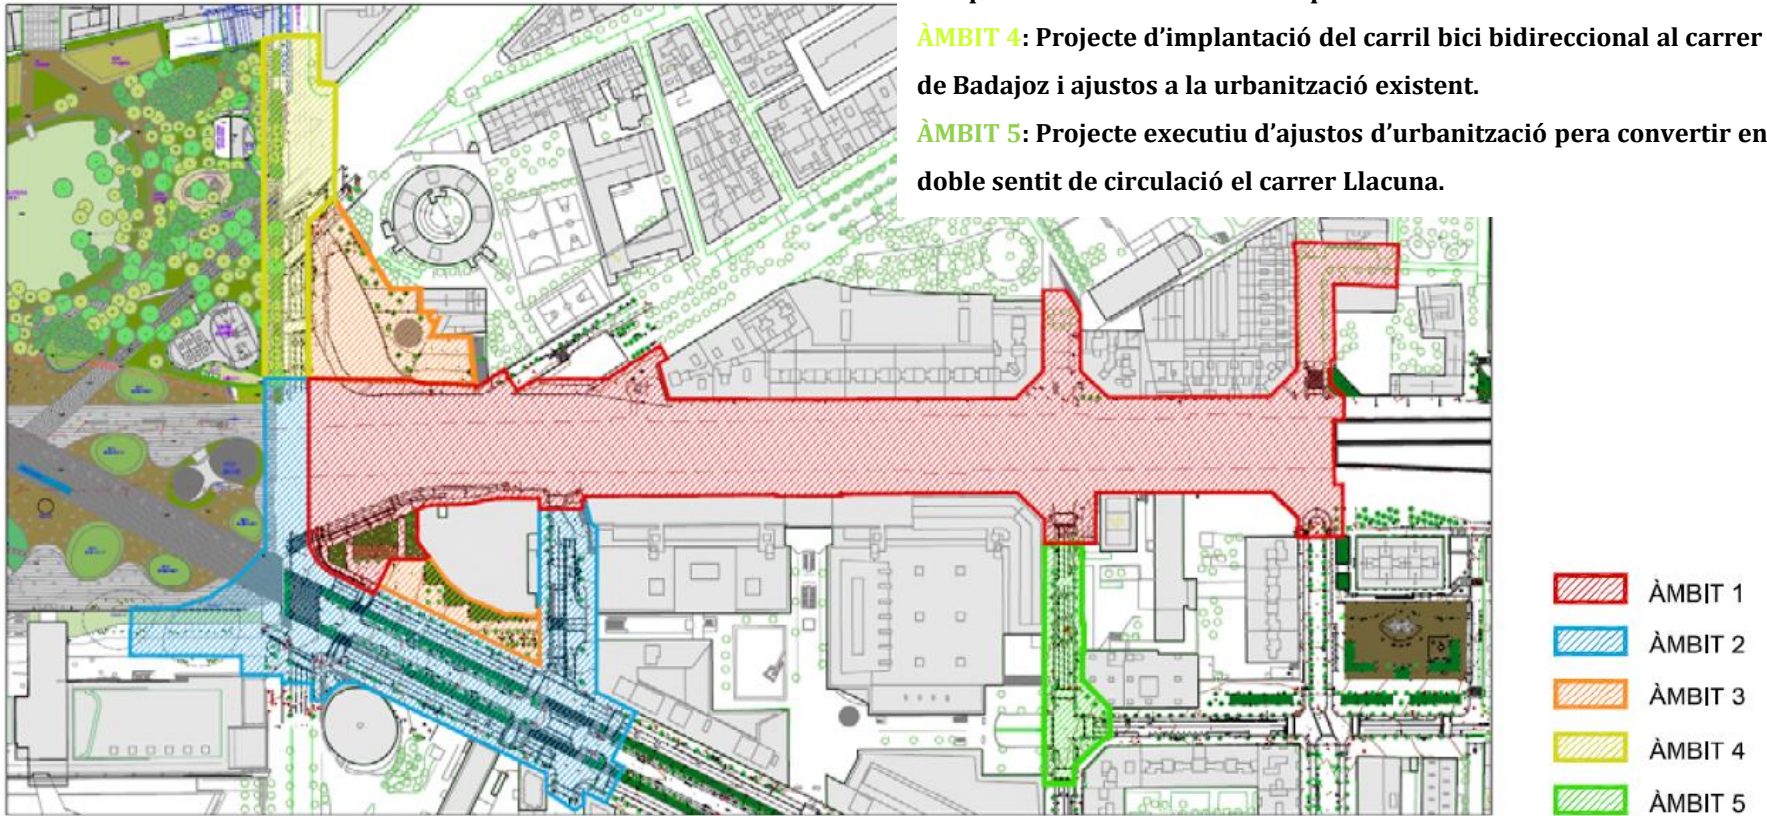 ÀMBIT 4: Projecte d’implantació del carril bici bidireccional al carrer
de Badajoz i ajustos a la urbanització existent.
ÀMBIT 5: Projecte executiu d’ajustos d’urbanització pera convertir en
doble sentit de circulació el carrer Llacuna.
ÀMBIT 1
ÀMBIT 2
ÀMBIT 3
ÀMBIT 4
ÀMBIT 5